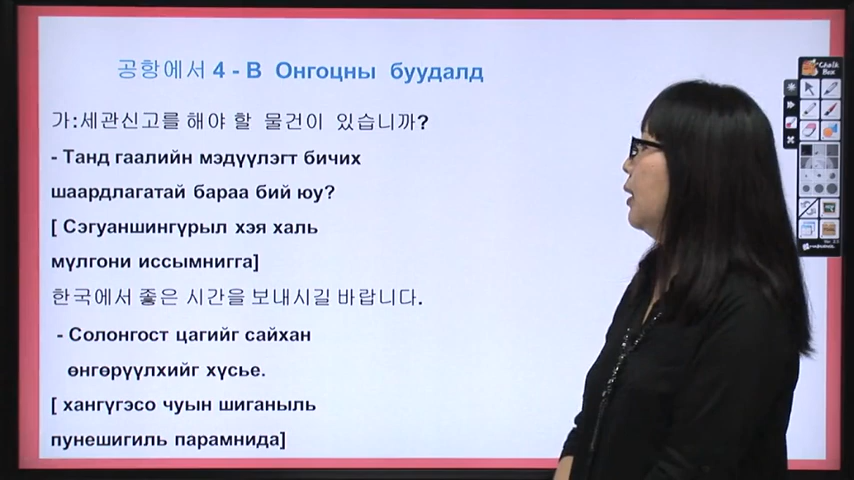 공항에서 4 - В Онгоцны буудалд
가:세관신고를 해야 할 물건이 있습니까?
- Танд гаалийн мэдүүлэгт бичих
шаардлагатай бараа бий юу?
[ Сэгуаншингүрыл хэя халь
мүлгони иссымнигга]
한국에서 좋은 시간을 보내시길 바랍니다.
- Солонгост цагийг сайхан
өнгөрүүлхийг хүсье.
[ хангүгэсо чуын шиганыль
пунешигиль парамнида]
Chalk
Box